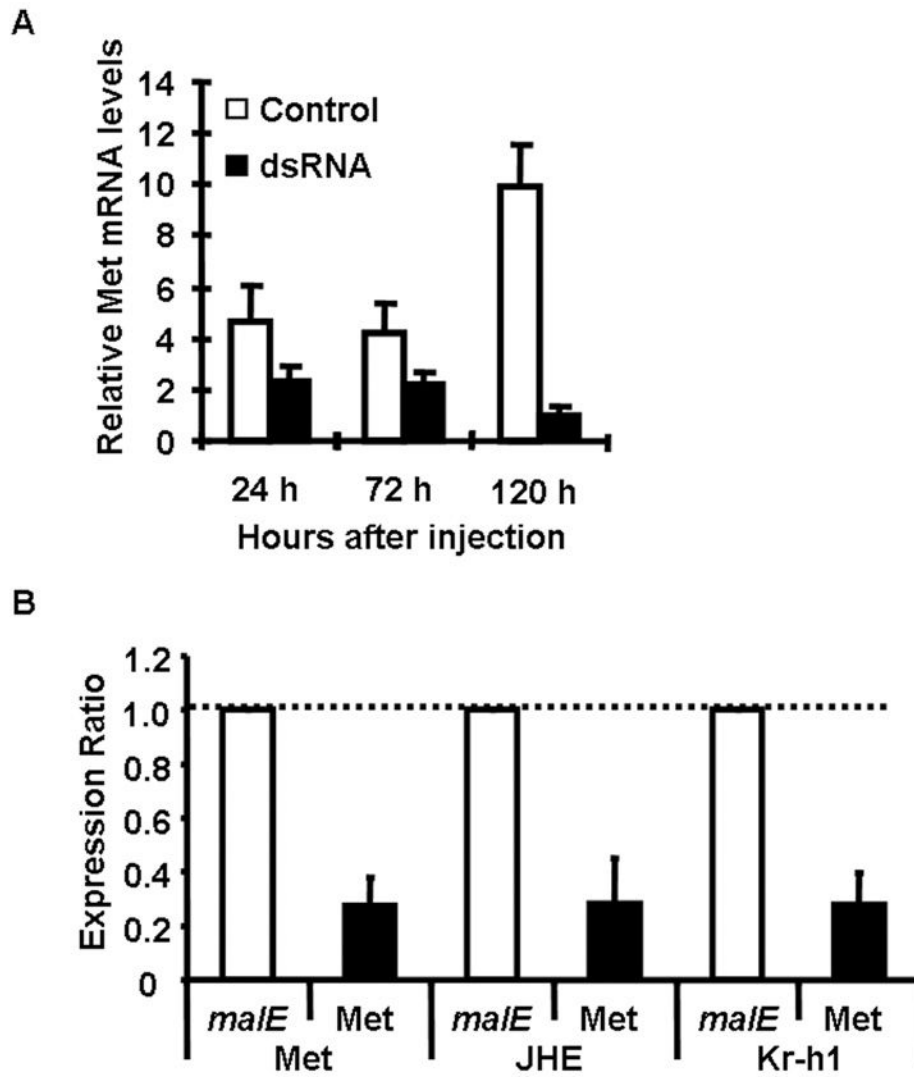 A
Relative Met mRNA levels
14
12
10
8
6
4
2
0
Control
dsRNA
24 h 72 h 120 h
Hours after injection
B
Expression Ratio
1.2
1.0
0.8
0.6
0.4
0.2
0
malE Met malE Met malE Met
Met JHE Kr-h1